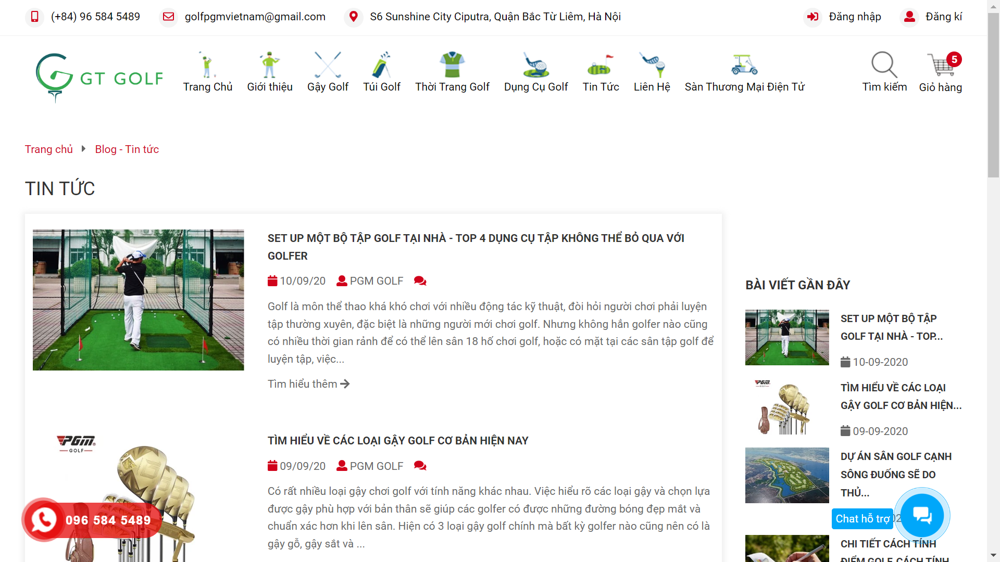 (+84) 96 584 5489
golfpgmvietnam@gmail.com
S6 Sunshine City Ciputra, Quận Bắc Từ Liêm, Hà Nội
Đăng nhập
Đăng kí
GT GOLF
Trang Chủ
Giới thiệu
Gậy Golf
Túi Golf
Thời Trang Golf
Dụng Cụ Golf
Tin Tức
Liên Hệ
Sàn Thương Mại Điện Tử
Tìm kiếm
5
Giỏ hàng
Trang chủ
Blog - Tin tức
TIN TỨC
SET UP MỘT BỘ TẬP GOLF TẠI NHÀ - TOP 4 DỤNG CỤ TẬP KHÔNG THỂ BỎ QUA VỚI
GOLFER
10/09/20 PGM GOLF
Golf là môn thể thao khá khó chơi với nhiều động tác kỹ thuật, đòi hỏi người chơi phải luyện
tập thường xuyên, đặc biệt là những người mới chơi golf. Nhưng không hẳn golfer nào cũng
có nhiều thời gian rảnh để có thể lên sân 18 hố chơi golf, hoặc có mặt tại các sân tập golf để
luyện tập, việc...
Tìm hiểu thêm
PGM
GOLF
TÌM HIỂU VỀ CÁC LOẠI GẬY GOLF CƠ BẢN HIỆN NAY
09/09/20 PGM GOLF
Có rất nhiều loại gậy chơi golf với tính năng khác nhau. Việc hiểu rõ các loại gậy và chọn lựa
được gậy phù hợp với bản thân sẽ giúp các golfer có được những đường bóng đẹp mắt và
chuẩn xác hơn khi lên sân. Hiện có 3 loại gậy golf chính mà bất kỳ golfer nào cũng nên có là
gậy gỗ, gậy sắt và ...
096 584 5489
BÀI VIẾT GẦN ĐÂY
SET UP MỘT BỘ TẬP
GOLF TẠI NHÀ - TOP...
10-09-2020
PGM
TÌM HIỂU VỀ CÁC LOẠI
GẬY GOLF CƠ BẢN HIỆN...
09-09-2020
DỰ ÁN SÂN GOLF CẠNH
SÔNG ĐUỐNG SẼ DO
THỦ...
Chat hỗ trợ
CHI TIẾT CÁCH TÍNH
ĐIỂM GOLF, CÁCH TÍNH